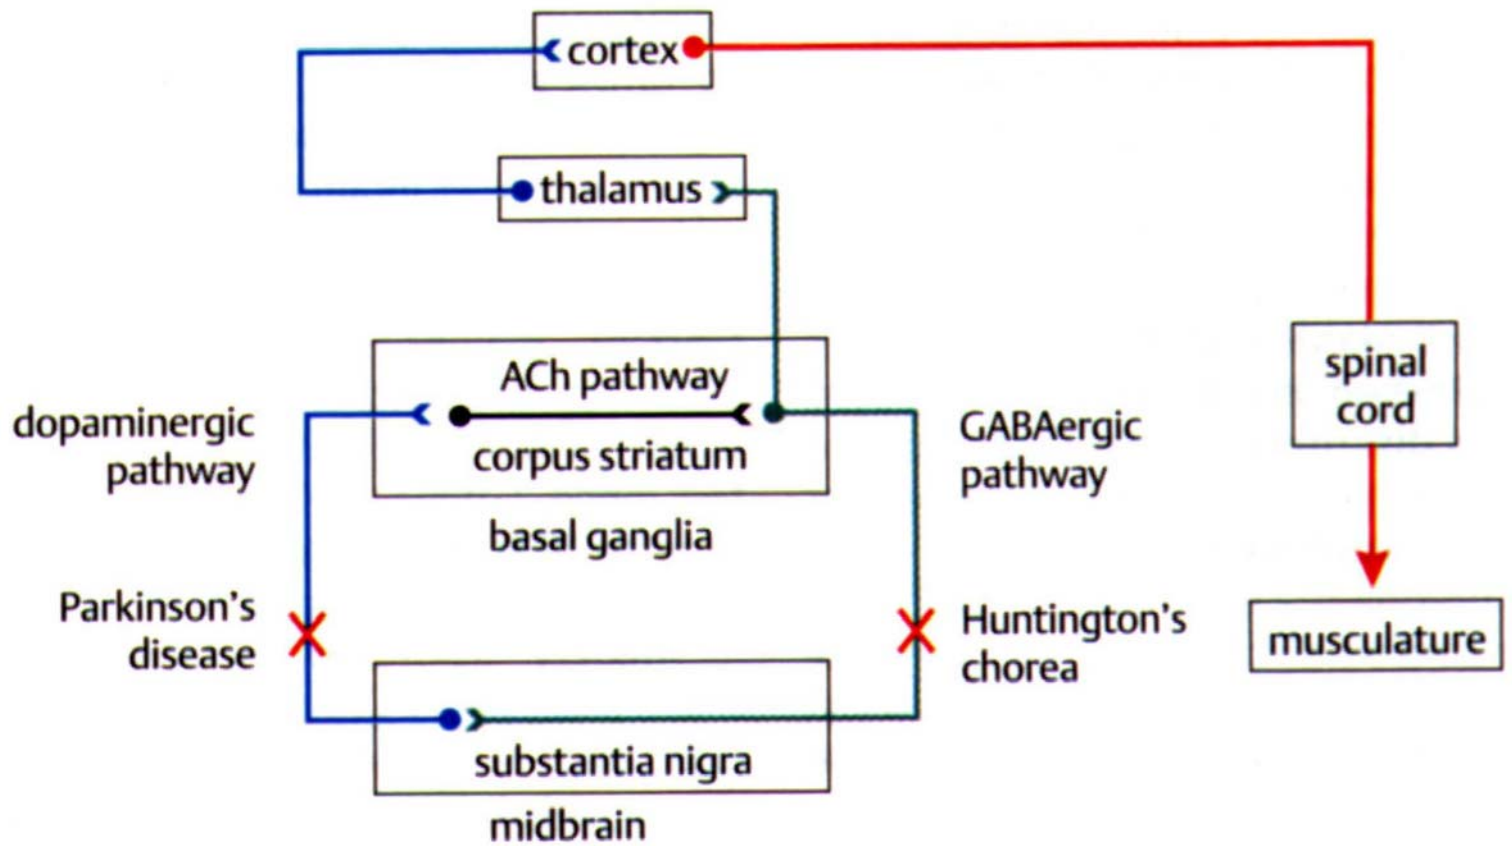 cortex
thalamus
ACh pathway
corpus striatum
basal ganglia
dopaminergic
pathway
GABAergic
pathway
spinal
cord
Parkinson's
disease
Huntington's
chorea
musculature
substantia nigra
midbrain